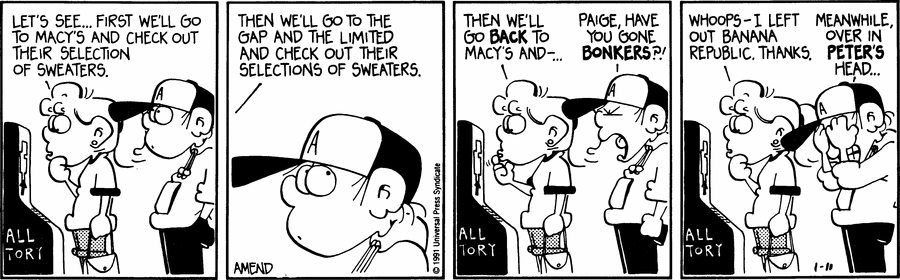 LET'S SEE... FIRST WE'LL GO
TO MACY'S AND CHECK OUT
THEIR SELECTION
OF SWEATERS.
A
ALL
TORY
THEN WE'LL GO TO THE
GAP AND THE LIMITED
AND CHECK OUT THEIR
SELECTIONS OF SWEATERS.
A
AMEND
© 1991 Universal Press Syndicate
THEN WE'LL
GO BACK TO
MACY'S AND-...
PAIGE, HAVE
YOU GONE
BONKERS?!
A
ALL
TORY
WHOOPS-I LEFT
OUT BANANA
REPUBLIC. THANKS.
MEANWHILE,
OVER IN
PETER'S
HEAD...
A
ALL
TORY
1-11